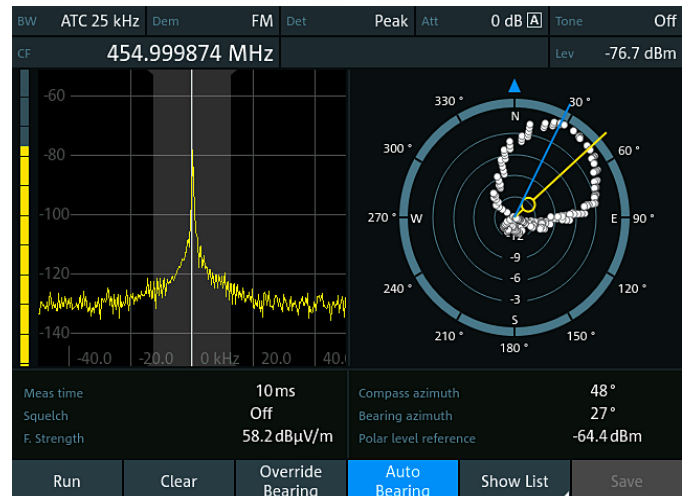 BW ATC 25 kHz Dem FM Det Peak Att 0 dB A Tone Off
CF 454.999874 MHz Lev -76.7 dBm
-60
-80
-100
-120
-140
-40.0 -20.0 0 kHz 20.0 40.
330 ° 30 °
N
300 ° 60 °
270 ° W E 90 °
-12
-9
-6
-3
240 ° 120 °
S
210 ° 150 °
180 °
Meas time 10 ms Compass azimuth 48 °
Squelch Off Bearing azimuth 27 °
F. Strength 58.2 dBµV/m Polar level reference -64.4 dBm
Run Clear Override Bearing Auto Bearing Show List Save